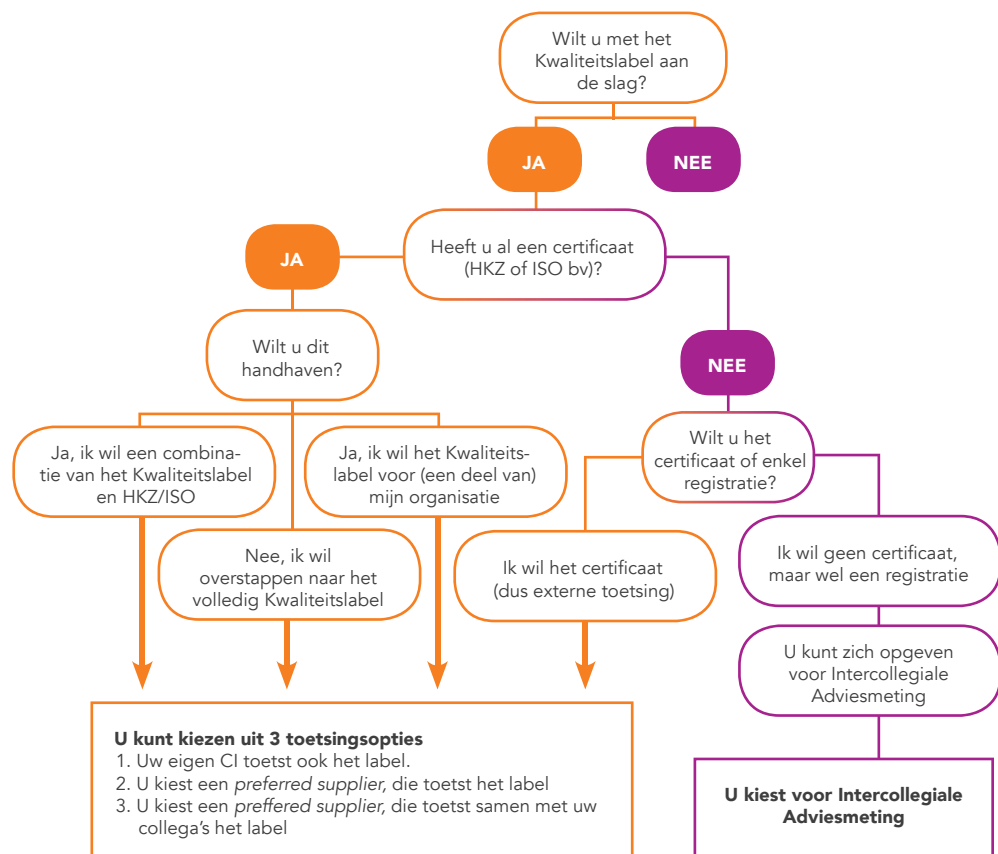 Wilt u met het
Kwaliteitslabel aan
de slag?
JA
NEE
Heeft u al een certificaat
(HKZ of ISO bv)?
JA
Wilt u dit
handhaven?
NEE
Ja, ik wil een combina-
tie van het Kwaliteitslabel
en HKZ/ISO
Ja, ik wil het Kwaliteits-
label voor (een deel van)
mijn organisatie
Wilt u het
certificaat of enkel
registratie?
Nee, ik wil
overstappen naar het
volledig Kwaliteitslabel
Ik wil het certificaat
(dus externe toetsing)
Ik wil geen certificaat,
maar wel een registratie
U kunt zich opgeven
voor Intercollegiale
Adviesmeting
U kunt kiezen uit 3 toetsingsopties
1. Uw eigen CI toetst ook het label.
2. U kiest een preferred supplier, die toetst het label
3. U kiest een preffered supplier, die toetst samen met uw
collega's het label
U kiest voor Intercollegiale
Adviesmeting